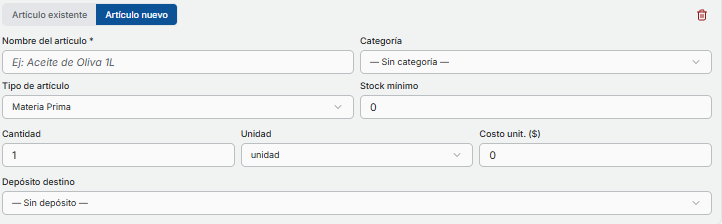 Artículo existente Artículo nuevo
Nombre del artículo * Categoría
Ej: Aceite de Oliva 1L — Sin categoría —
Tipo de artículo Stock mínimo
Materia Prima 0
Cantidad Unidad Costo unit. ($)
1 unidad 0
Depósito destino
— Sin depósito —